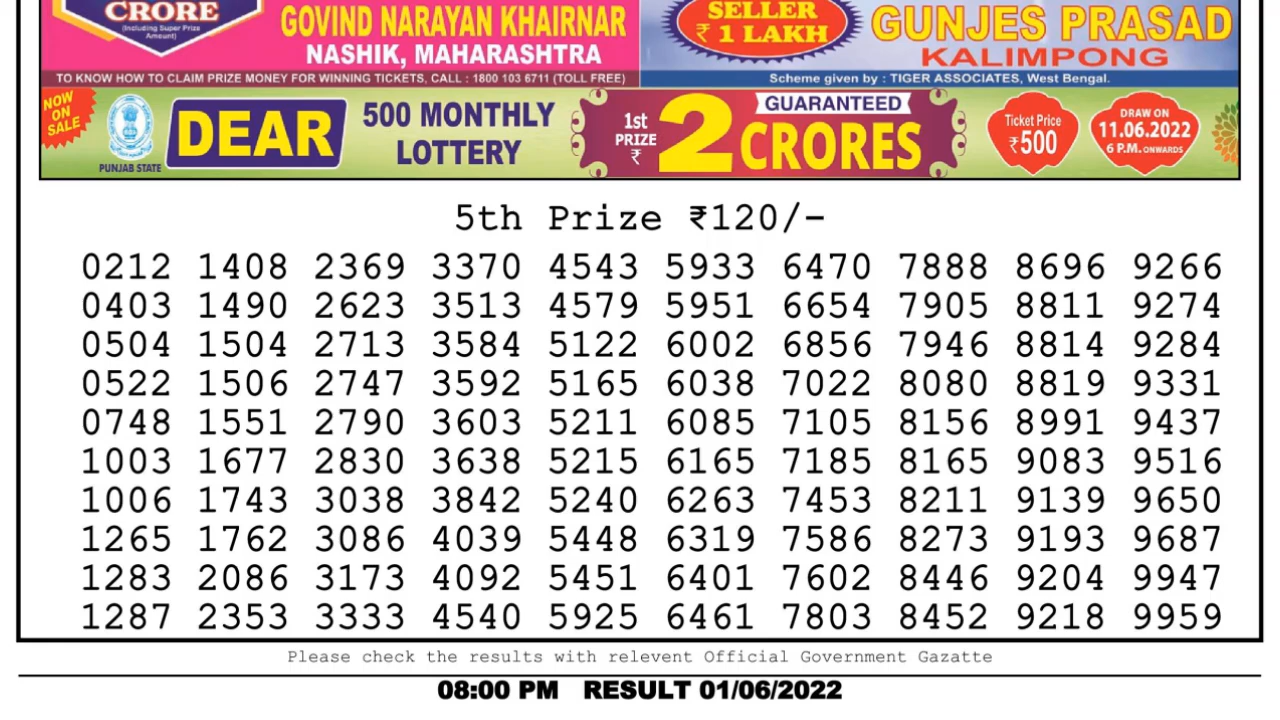 CRORE
(Including Super Prize
Amount)
GOVIND NARAYAN KHAIRNAR
NASHIK, MAHARASHTRA
SELLER
₹ 1 LAKH
GUNJES PRASAD
KALIMPONG
TO KNOW HOW TO CLAIM PRIZE MONEY FOR WINNING TICKETS, CALL : 1800 103 6711 (TOLL FREE)
Scheme given by : TIGER ASSOCIATES, West Bengal.
NOW
ON
SALE
PUNJAB STATE
DEAR
500 MONTHLY
LOTTERY
1st
PRIZE
₹
2
GUARANTEED
CRORES
Ticket Price
₹500
DRAW ON
11.06.2022
6 P.M. ONWARDS
5th Prize ₹120/-
0212 1408 2369 3370 4543 5933 6470 7888 8696 9266
0403 1490 2623 3513 4579 5951 6654 7905 8811 9274
0504 1504 2713 3584 5122 6002 6856 7946 8814 9284
0522 1506 2747 3592 5165 6038 7022 8080 8819 9331
0748 1551 2790 3603 5211 6085 7105 8156 8991 9437
1003 1677 2830 3638 5215 6165 7185 8165 9083 9516
1006 1743 3038 3842 5240 6263 7453 8211 9139 9650
1265 1762 3086 4039 5448 6319 7586 8273 9193 9687
1283 2086 3173 4092 5451 6401 7602 8446 9204 9947
1287 2353 3333 4540 5925 6461 7803 8452 9218 9959
Please check the results with relevent Official Government Gazatte
08:00 PM RESULT 01/06/2022